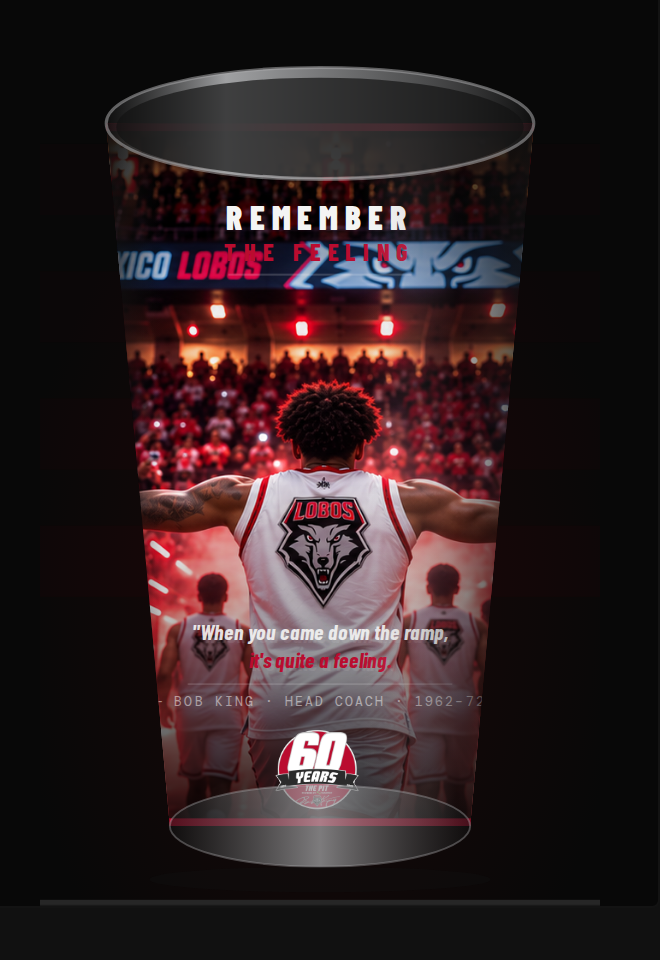 REMEMBER
THE FEELING
XICO LOBOS
LOBOS
"When you came down the ramp,
it's quite a feeling.
- BOB KING · HEAD COACH · 1962-72
60
YEARS
THE PIT